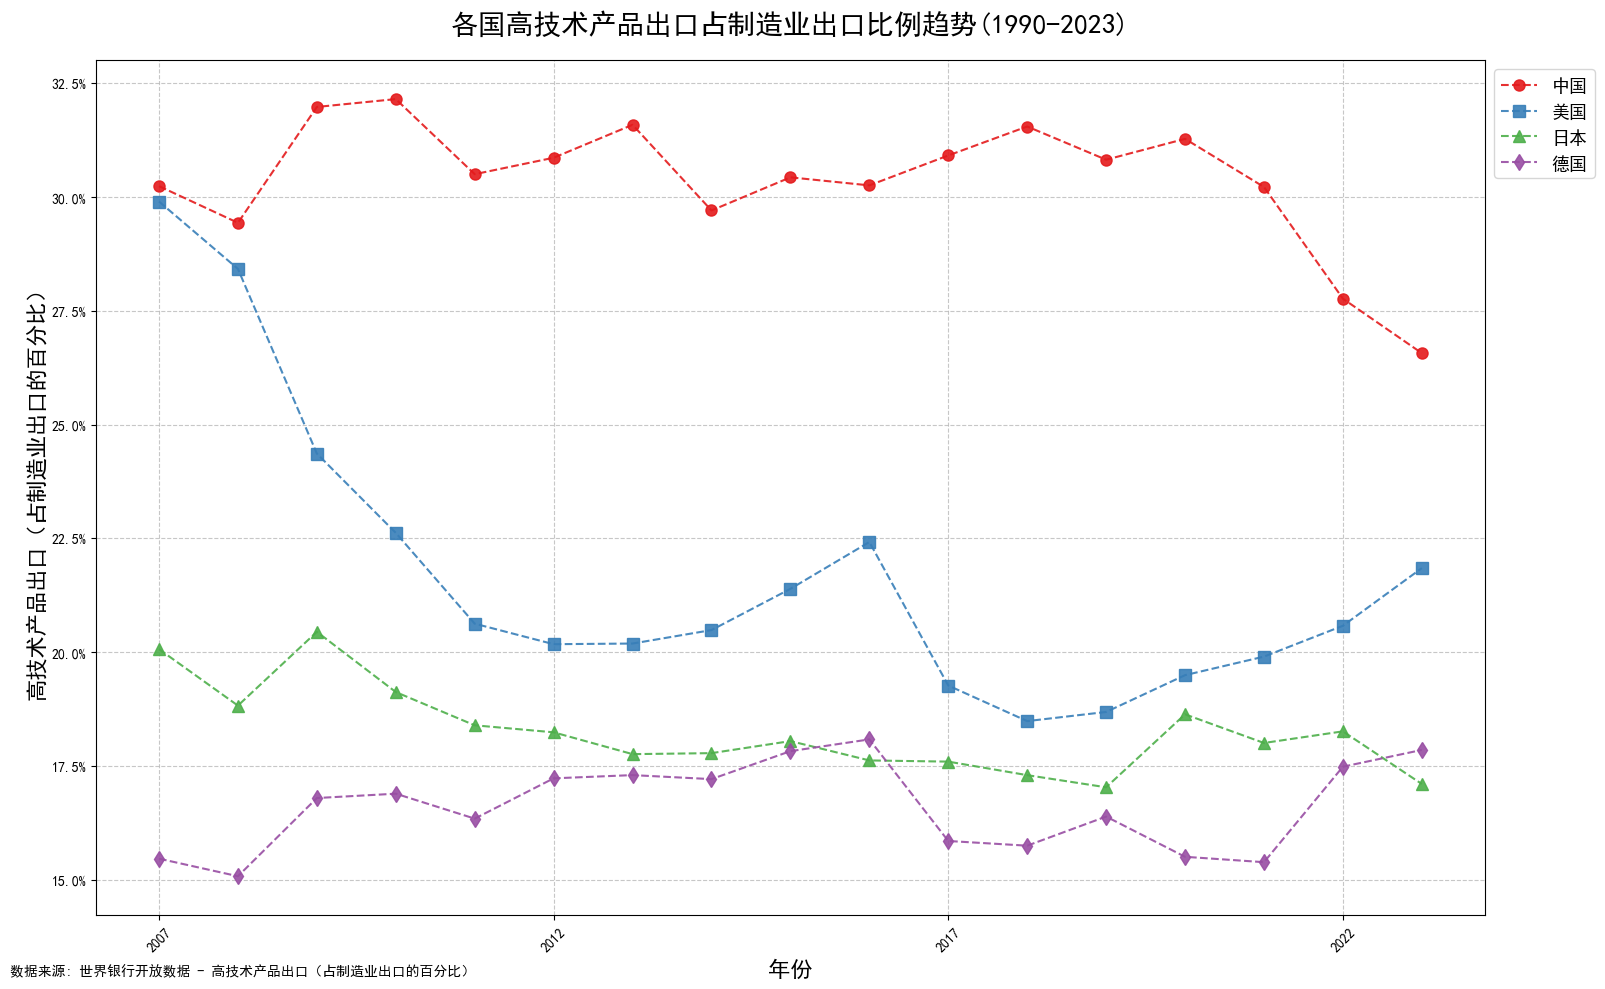 各国高技术产品出口占制造业出口比例趋势(1990-2023)
高技术产品出口（占制造业出口的百分比）
32.5%
30.0%
27.5%
25.0%
22.5%
20.0%
17.5%
15.0%
中国
美国
日本
德国
2007
2012
2017
2022
年份
数据来源: 世界银行开放数据 - 高技术产品出口（占制造业出口的百分比）